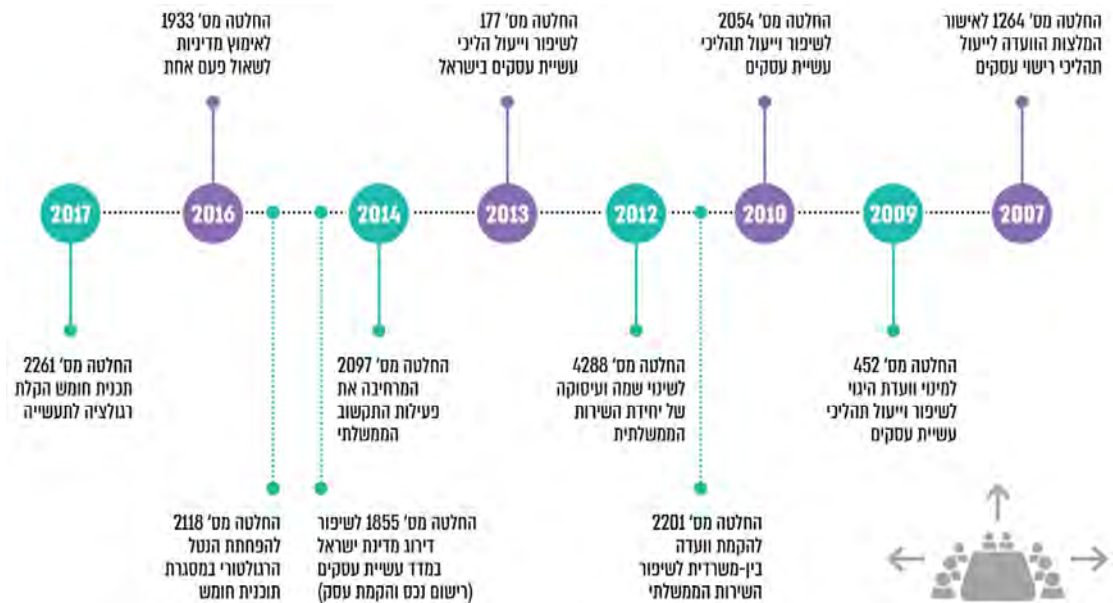 החלטה מס' 1264 לאישור
המלצות הוועדה לייעול
תהליכי רישוי עסקים
החלטה מס' 2054
לשיפור וייעול תהליכי
עשיית עסקים
החלטה מס' 177
לשיפור וייעול הליכי
עשיית עסקים בישראל
החלטה מס' 1933
לאימוץ מדיניות
לשאול פעם אחת
2007
2009
2010
2012
2013
2014
2016
2017
החלטה מס' 452
למינוי וועדת היגוי
לשיפור וייעול תהליכי
עשיית עסקים
החלטה מס' 4288
לשינוי שמה ועיסוקה
של יחידת השירות
הממשלתית
החלטה מס'
2097
המרחיבה את
פעילות התקשוב
הממשלתי
החלטה מס' 2261
תכנית חומש הקלת
רגולציה לתעשייה
החלטה מס' 2201
להקמת וועדה
בין-משרדית לשיפור
השירות הממשלתי
החלטה מס' 1855 לשיפור
דירוג מדינת ישראל
במדד עשיית עסקים
(רישום נכס והקמת עסק)
החלטה מס' 2118
להפחתת הנטל
הרגולטורי במסגרת
תוכנית חומש